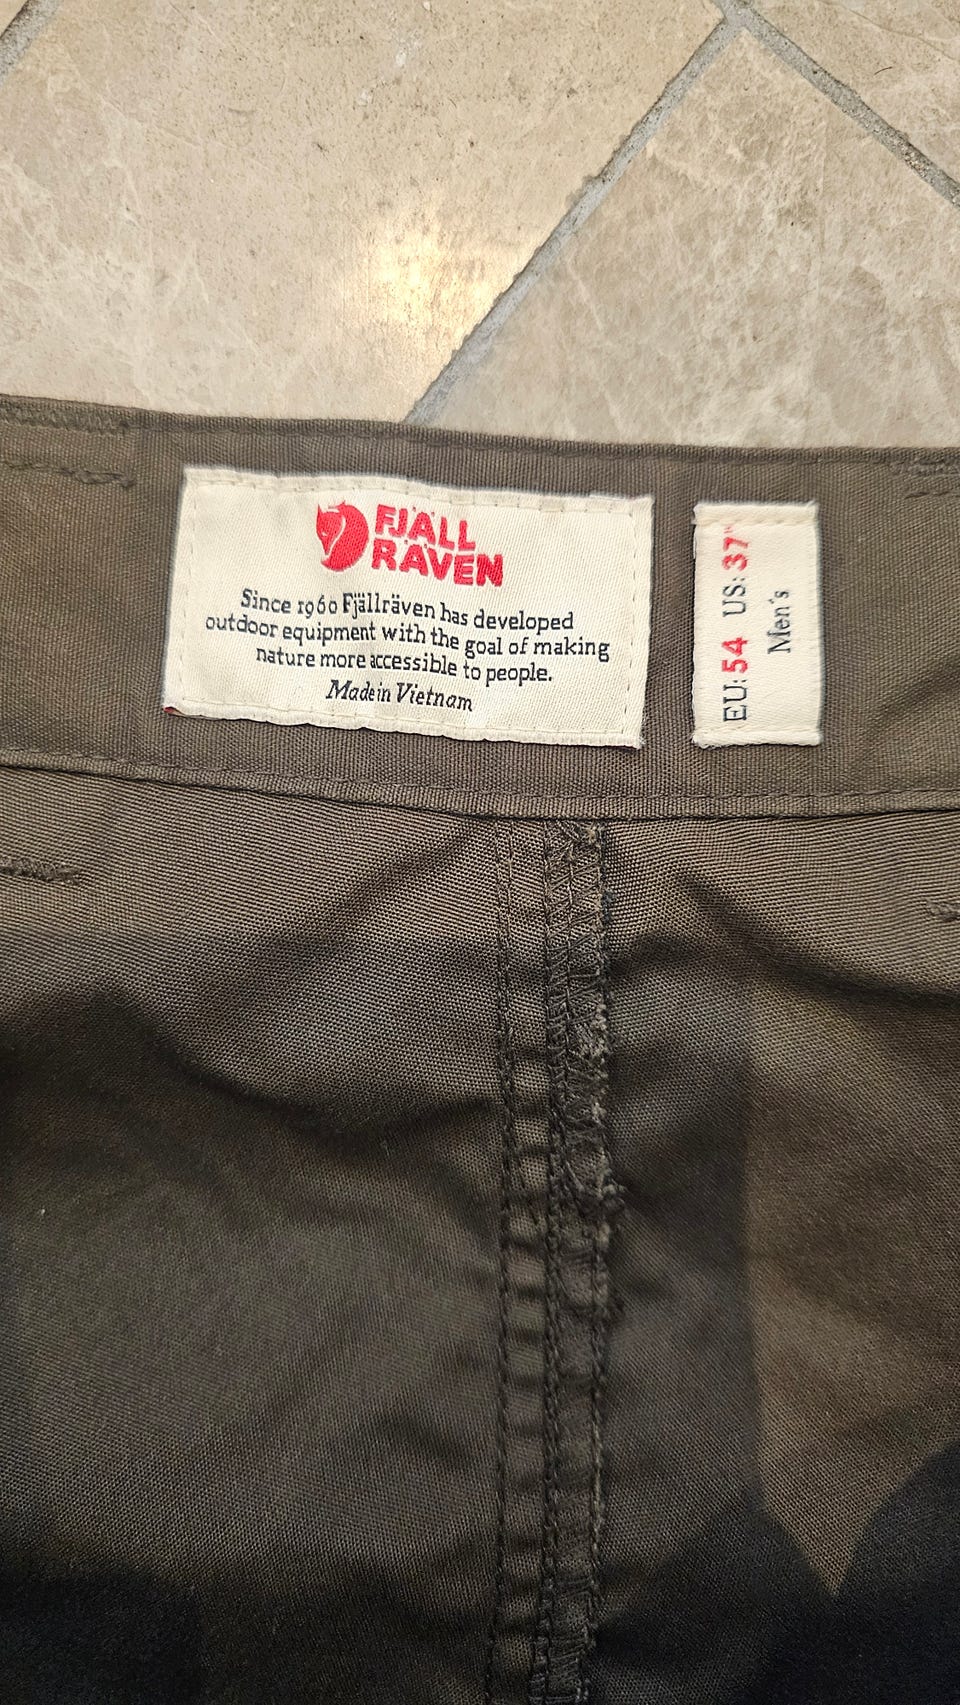 FJÄLL
RÄVEN
Since 1960 Fjällräven has developed
outdoor equipment with the goal of making
nature more accessible to people.
Made in Vietnam
EU: 54 US: 37"
Men's